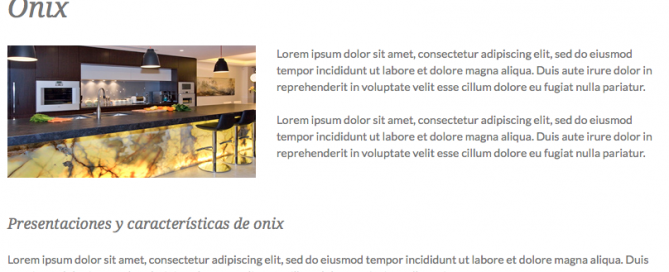 Onix
Lorem ipsum dolor sit amet, consectetur adipiscing elit, sed do eiusmod
tempor incididunt ut labore et dolore magna aliqua. Duis aute irure dolor in
reprehenderit in voluptate velit esse cillum dolore eu fugiat nulla pariatur.
Lorem ipsum dolor sit amet, consectetur adipiscing elit, sed do eiusmod
tempor incididunt ut labore et dolore magna aliqua. Duis aute irure dolor in
reprehenderit in voluptate velit esse cillum dolore eu fugiat nulla pariatur.
Presentaciones y características de onix
Lorem ipsum dolor sit amet, consectetur adipiscing elit, sed do eiusmod tempor incididunt ut labore et dolore magna aliqua. Duis